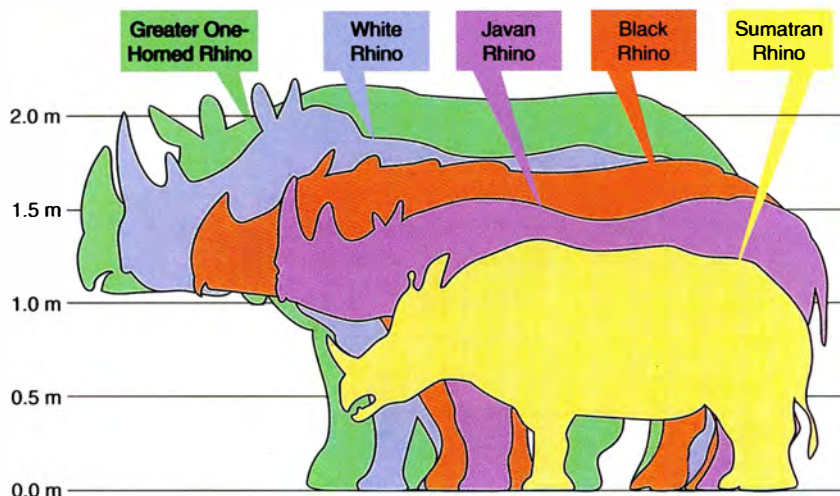 Greater One-
Horned Rhino
White
Rhino
Javan
Rhino
Black
Rhino
Sumatran
Rhino
2.0 m
1.5 m
1.0 m
0.5 m
0.0 m